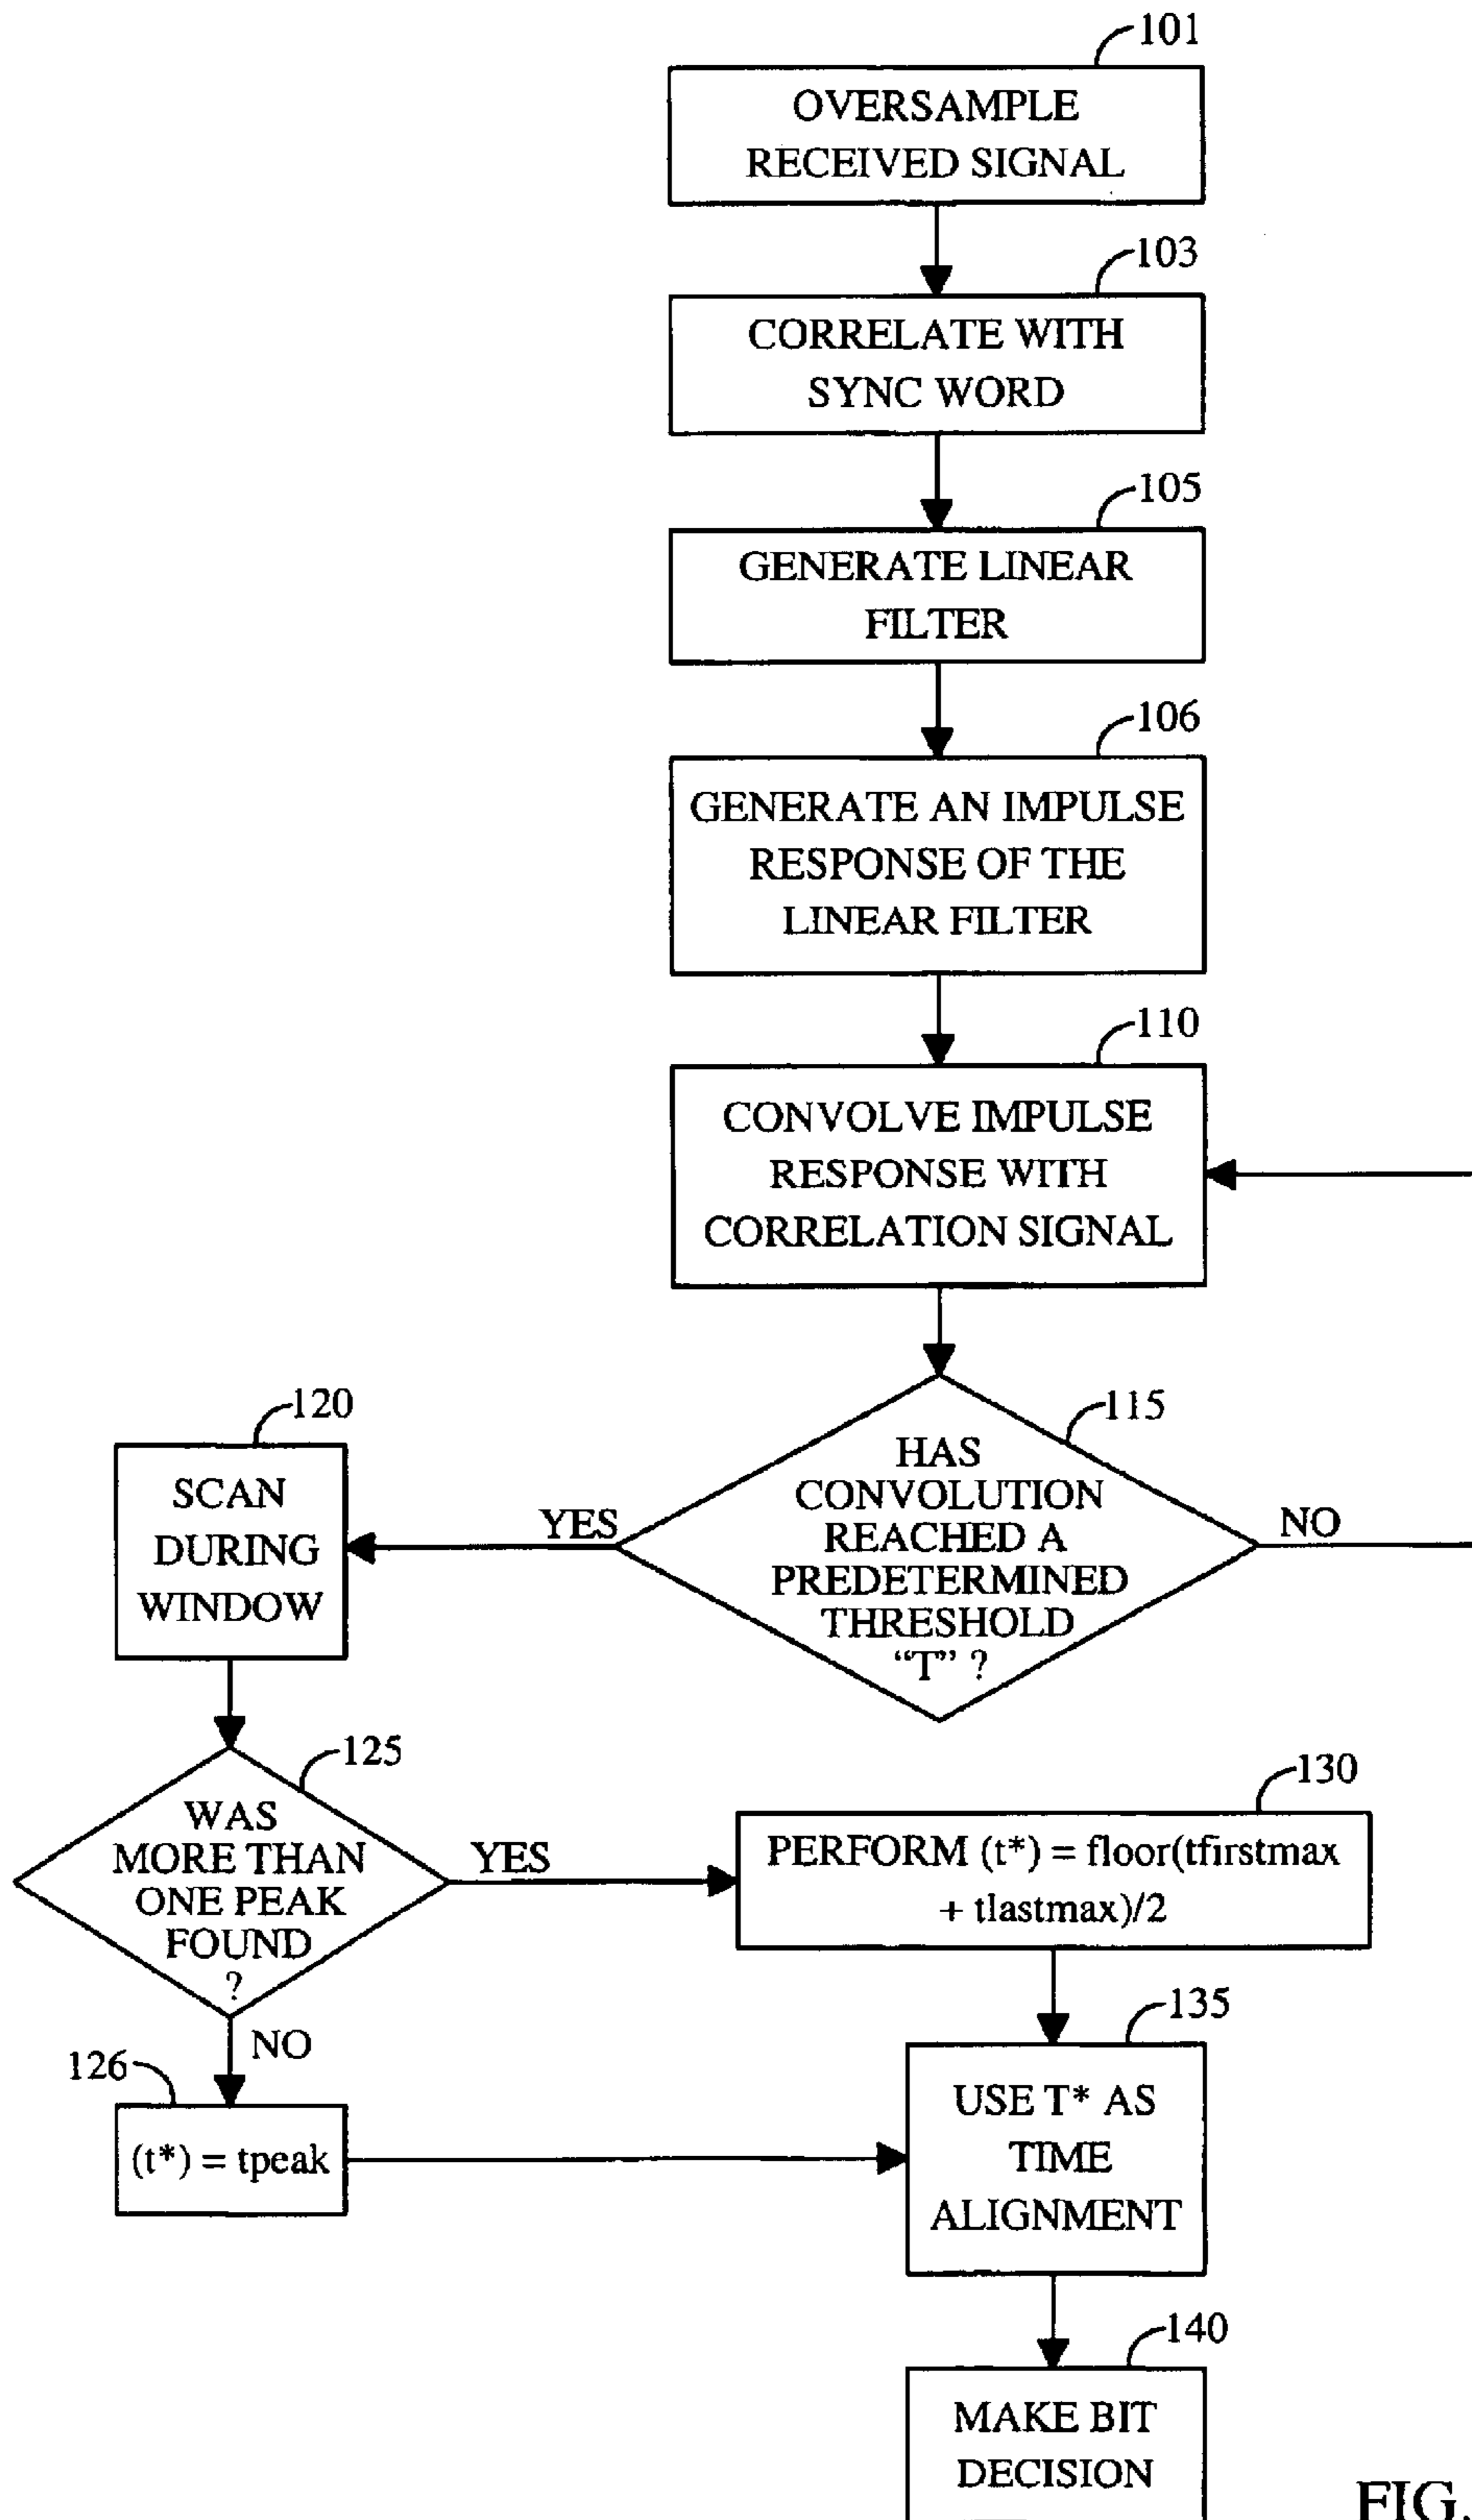 101
OVERSAMPLE
RECEIVED SIGNAL
103
CORRELATE WITH
SYNC WORD
105
GENERATE LINEAR
FILTER
106
GENERATE AN IMPULSE
RESPONSE OF THE
LINEAR FILTER
110
CONVOLVE IMPULSE
RESPONSE WITH
CORRELATION SIGNAL
115
HAS
CONVOLUTION
REACHED A
PREDETERMINED
THRESHOLD
“T” ?
YES
NO
120
SCAN
DURING
WINDOW
125
WAS
MORE THAN
ONE PEAK
FOUND
?
YES
NO
130
PERFORM (t*) = floor(tfirstmax
+ tlastmax)/2
126
(t*) = tpeak
135
USE T* AS
TIME
ALIGNMENT
140
MAKE BIT
DECISION
FIG.